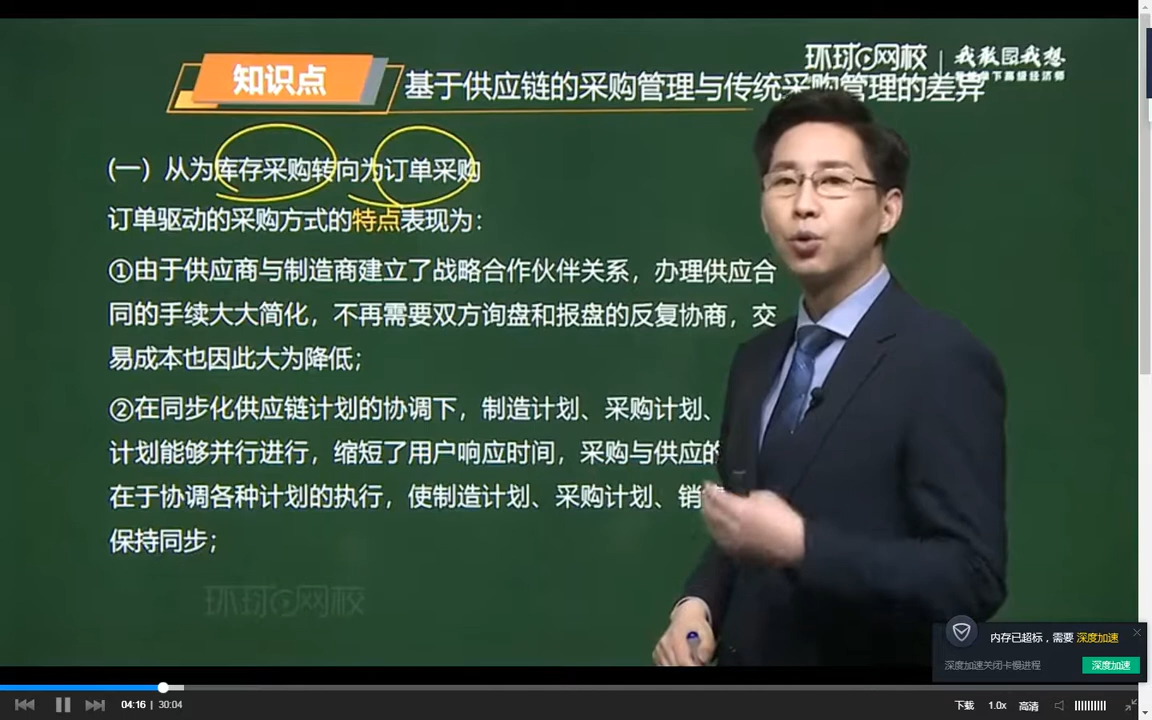 环球网校 | 我敢因我想
知识点
基于供应链的采购管理与传统采购管理的差异
(一) 从为库存采购转向为订单采购
订单驱动的采购方式的特点表现为：
①由于供应商与制造商建立了战略合作伙伴关系，办理供应合
同的手续大大简化，不再需要双方询盘和报盘的反复协商，交
易成本也因此大为降低；
②在同步化供应链计划的协调下，制造计划、采购计划、
计划能够并行进行，缩短了用户响应时间，采购与供应的
在于协调各种计划的执行，使制造计划、采购计划、销
保持同步；
环球网校
内存已超标，需要 深度加速
深度加速关闭卡慢进程
深度加速
04:16 | 30:04
下载 1.0x 高清